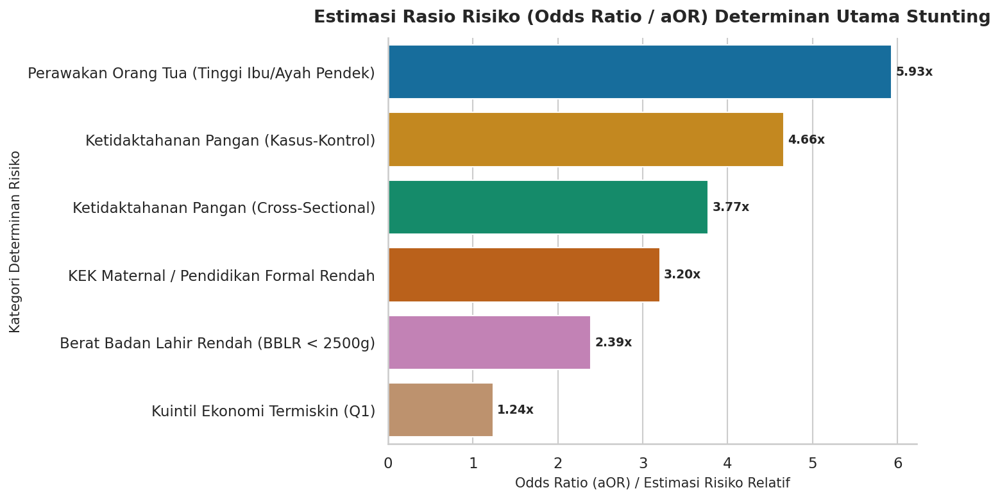 Estimasi Rasio Risiko (Odds Ratio / aOR) Determinan Utama Stunting
Kategori Determinan Risiko
Perawakan Orang Tua (Tinggi Ibu/Ayah Pendek)
5.93x
Ketidaktahanan Pangan (Kasus-Kontrol)
4.66x
Ketidaktahanan Pangan (Cross-Sectional)
3.77x
KEK Maternal / Pendidikan Formal Rendah
3.20x
Berat Badan Lahir Rendah (BBLR < 2500g)
2.39x
Kuintil Ekonomi Termiskin (Q1)
1.24x
0 1 2 3 4 5 6
Odds Ratio (aOR) / Estimasi Risiko Relatif